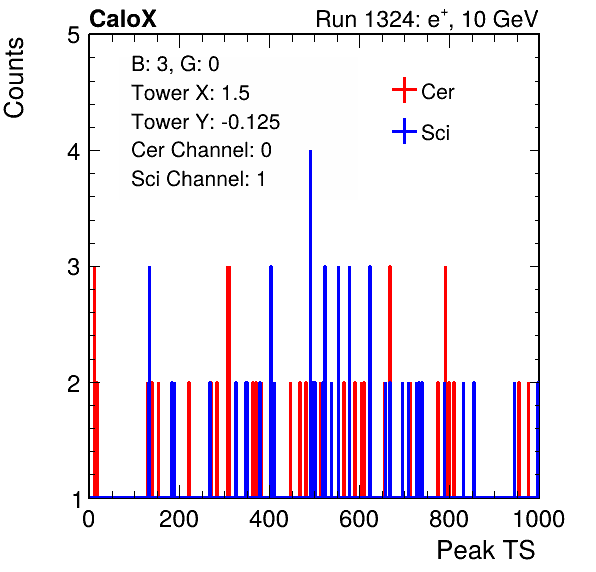 CaloX Run 1324: e⁺, 10 GeV
Counts
B: 3, G: 0
Tower X: 1.5
Tower Y: -0.125
Cer Channel: 0
Sci Channel: 1
Cer
Sci
5
4
3
2
1
0 200 400 600 800 1000
Peak TS